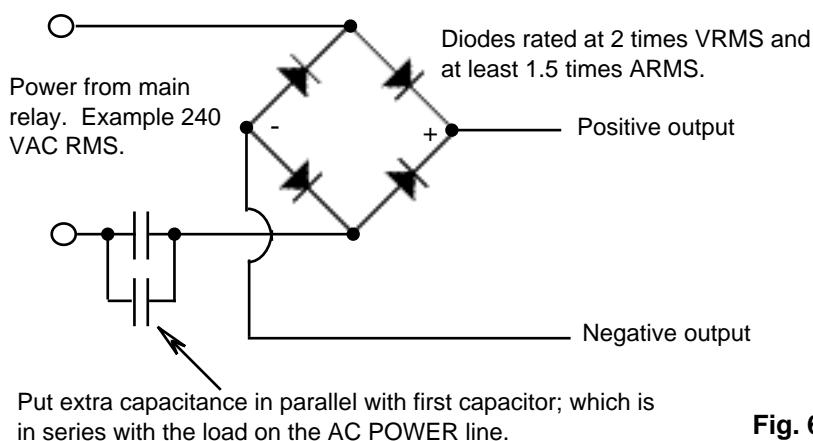 Diodes rated at 2 times VRMS and
at least 1.5 times ARMS.
Power from main
relay. Example 240
VAC RMS.
-
+
Positive output
Negative output
Put extra capacitance in parallel with first capacitor; which is
in series with the load on the AC POWER line.
Fig. 6